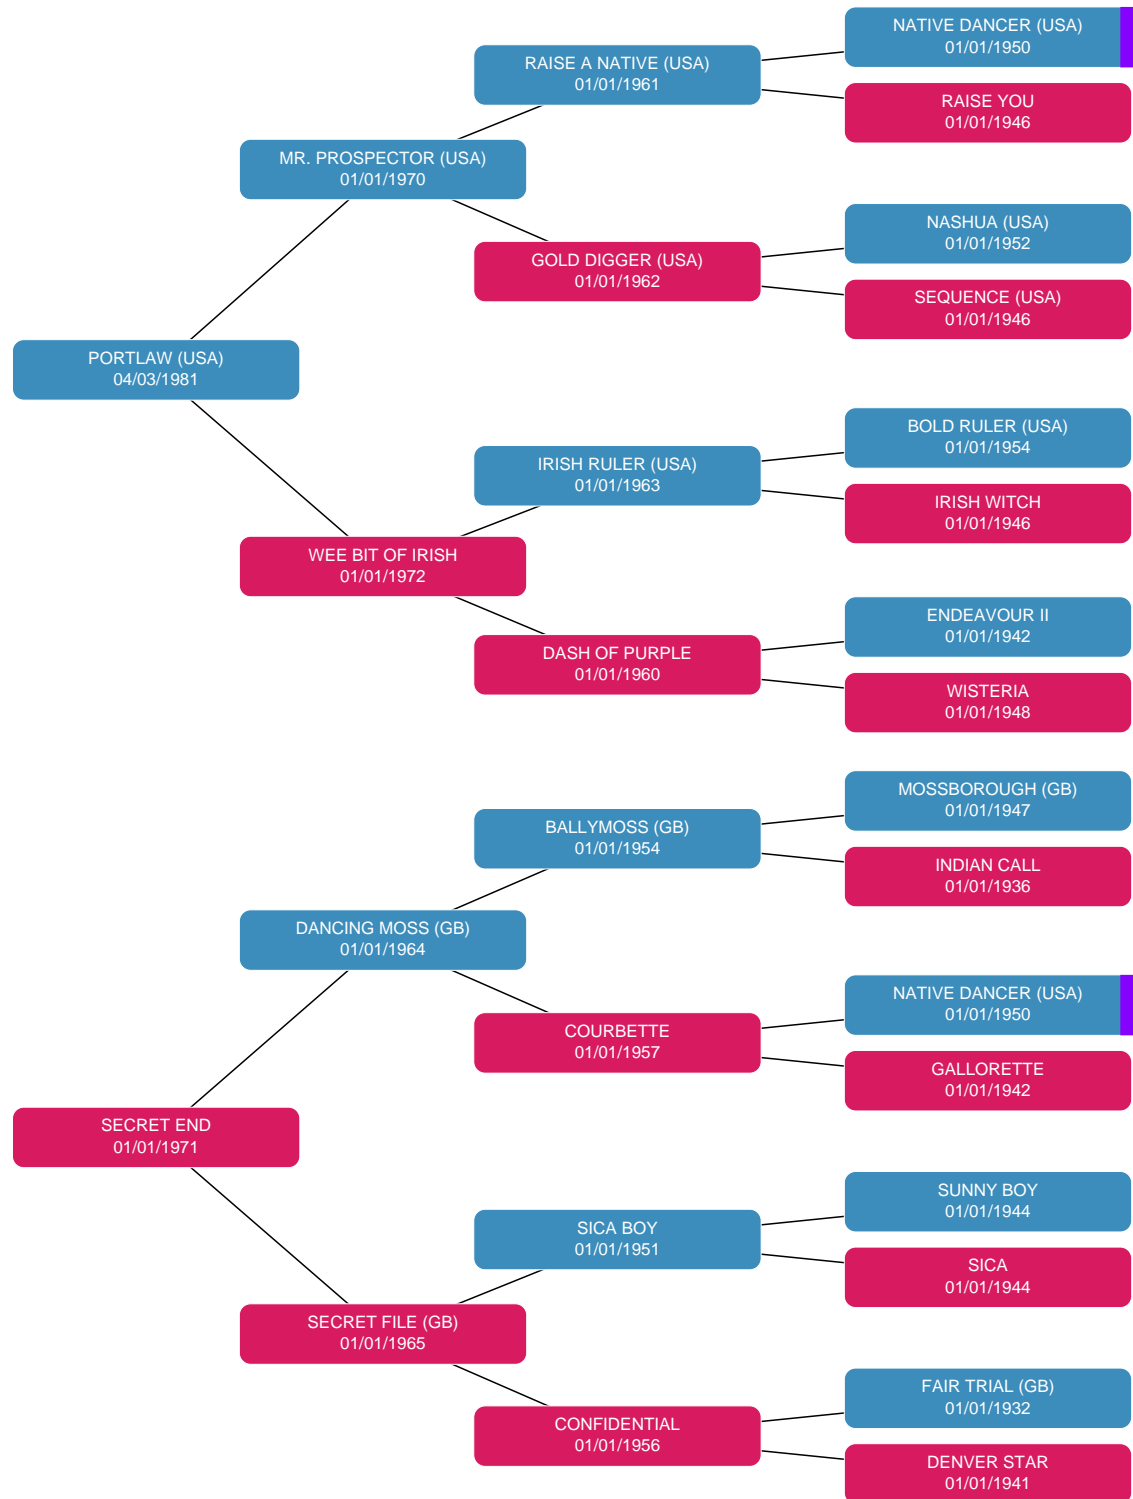 NATIVE DANCER (USA)
01/01/1950
RAISE A NATIVE (USA)
01/01/1961
RAISE YOU
01/01/1946
MR. PROSPECTOR (USA)
01/01/1970
NASHUA (USA)
01/01/1952
GOLD DIGGER (USA)
01/01/1962
SEQUENCE (USA)
01/01/1946
PORTLAW (USA)
04/03/1981
BOLD RULER (USA)
01/01/1954
IRISH RULER (USA)
01/01/1963
IRISH WITCH
01/01/1946
WEE BIT OF IRISH
01/01/1972
ENDEAVOUR II
01/01/1942
DASH OF PURPLE
01/01/1960
WISTERIA
01/01/1948
MOSSBOROUGH (GB)
01/01/1947
BALLYMOSS (GB)
01/01/1954
INDIAN CALL
01/01/1936
DANCING MOSS (GB)
01/01/1964
NATIVE DANCER (USA)
01/01/1950
COURBETTE
01/01/1957
GALLORETTE
01/01/1942
SECRET END
01/01/1971
SUNNY BOY
01/01/1944
SICA BOY
01/01/1951
SICA
01/01/1944
SECRET FILE (GB)
01/01/1965
FAIR TRIAL (GB)
01/01/1932
CONFIDENTIAL
01/01/1956
DENVER STAR
01/01/1941